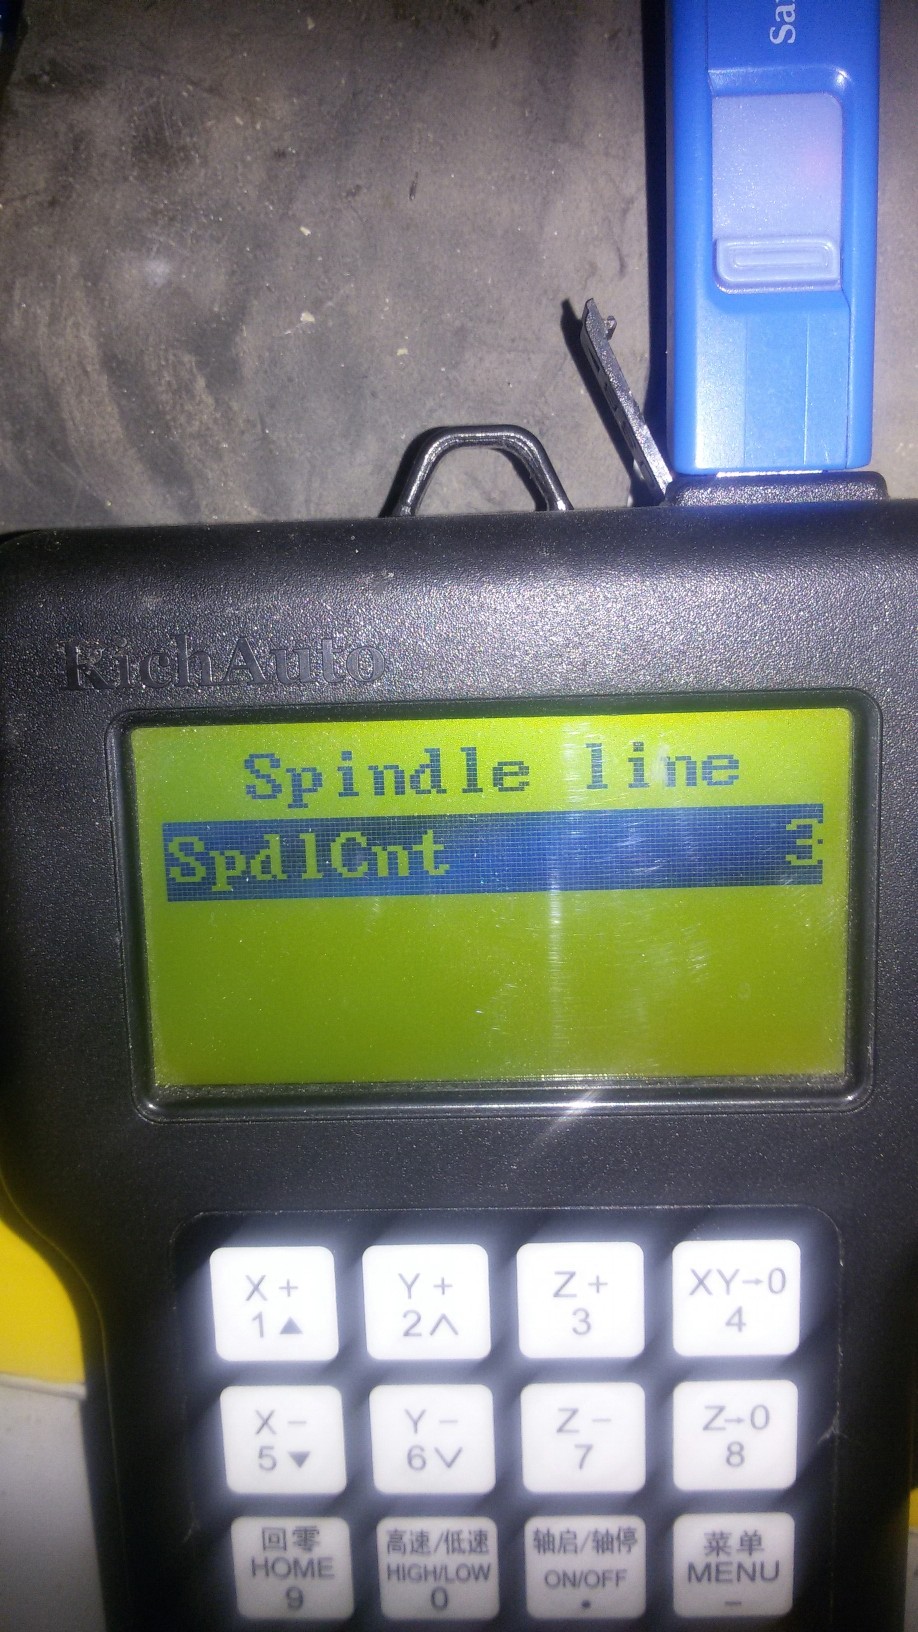 Sa
RichAuto
Spindle line
SpdlCnt 3
X+ Y+ Z+ XY→0
1▲ 2∧ 3 4
X− Y− Z− Z→0
5▼ 6∨ 7 8
回零 高速/低速 轴启/轴停 菜单
HOME HIGH/LOW ON/OFF MENU
9 0 • −